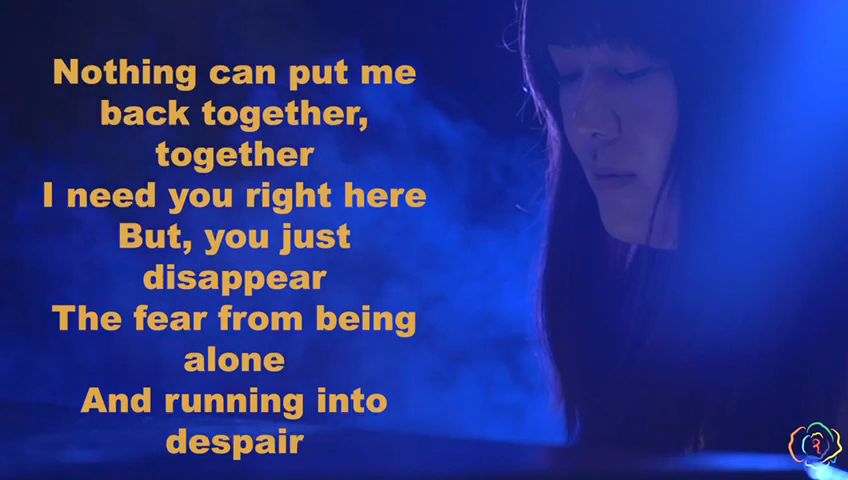 Nothing can put me
back together,
together
I need you right here
But, you just
disappear
The fear from being
alone
And running into
despair